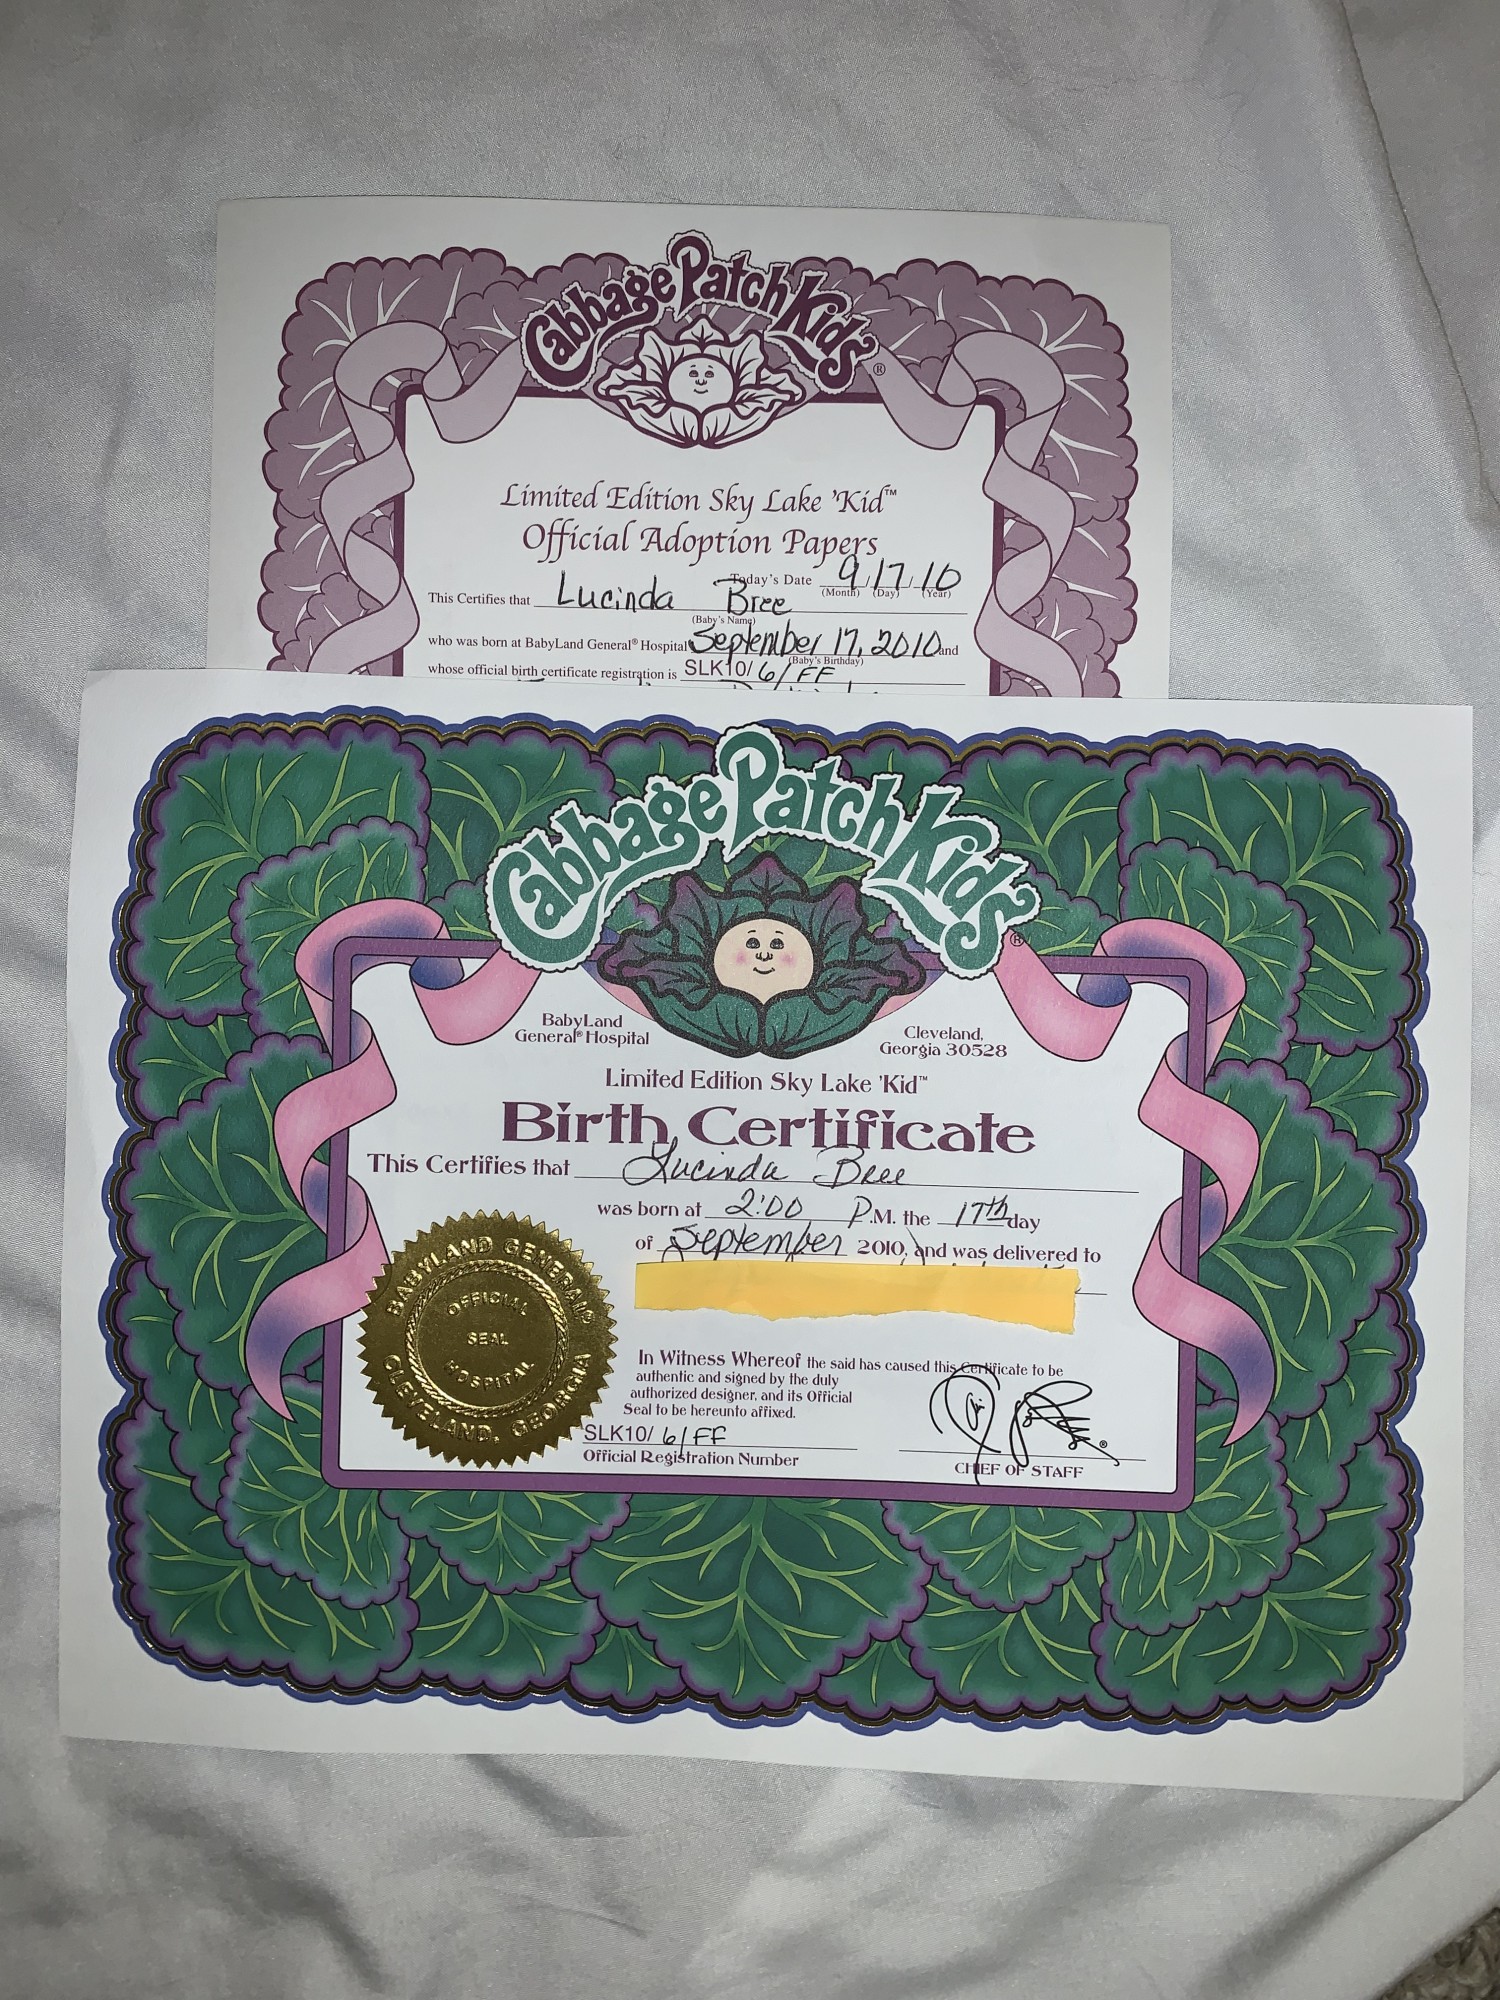 Cabbage Patch Kids®
Limited Edition Sky Lake 'Kid™
Official Adoption Papers
Today's Date 9/17/10
(Month) (Day) (Year)
This Certifies that Lucinda Bree
(Baby's Name)
who was born at BabyLand General® Hospital September 17, 2010 and
(Baby's Birthday)
whose official birth certificate registration is SLK10/6/FF
Cabbage Patch Kids®
BabyLand
General® Hospital
Cleveland,
Georgia 30528
Limited Edition Sky Lake 'Kid™
Birth Certificate
This Certifies that Lucinda Bree
was born at 2:00 P.M. the 17th day
of September 2010, and was delivered to
In Witness Whereof the said has caused this Certificate to be
authentic and signed by the duly
authorized designer, and its Official
Seal to be hereunto affixed.
SLK10/6/FF
Official Registration Number
CHIEF OF STAFF
BABYLAND GENERAL®
OFFICIAL
SEAL
HOSPITAL
CLEVELAND, GEORGIA